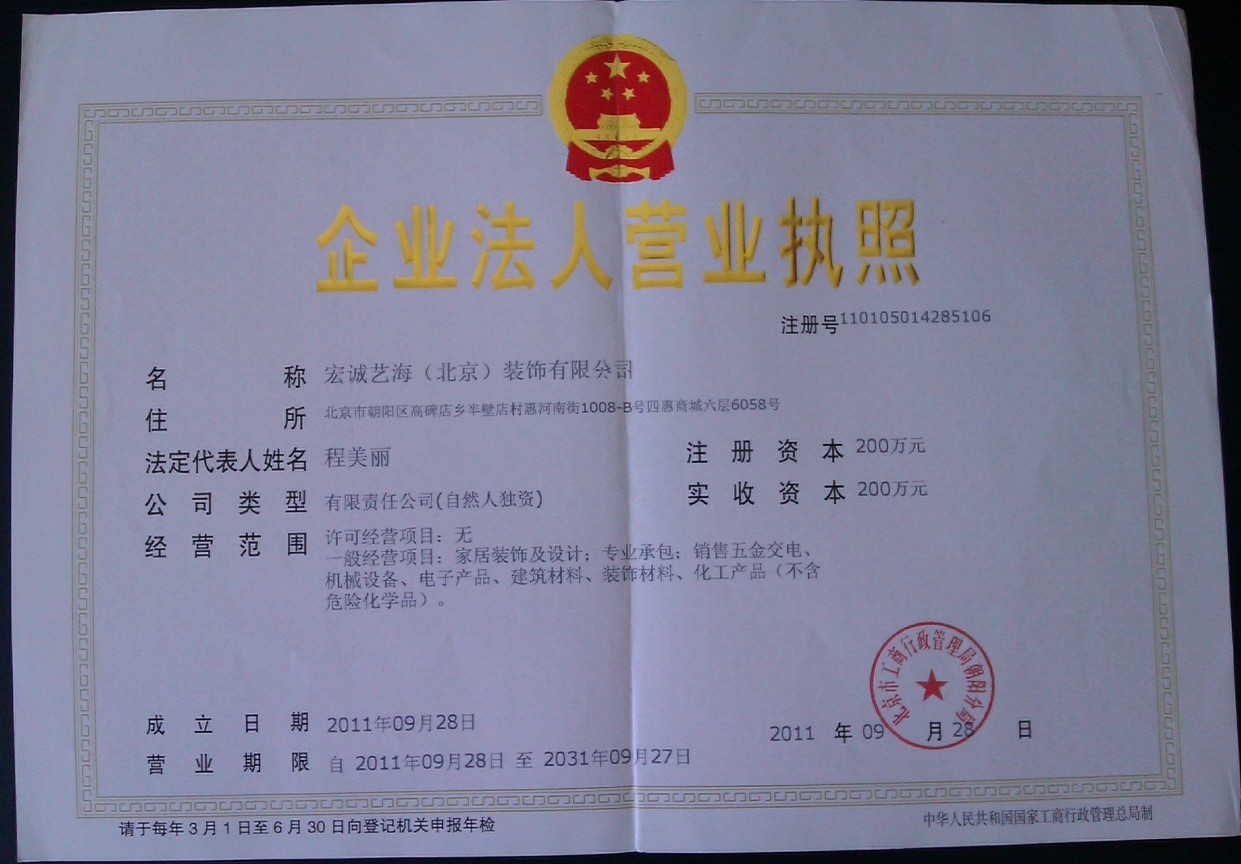 企业法人营业执照
注册号110105014285106
名称 宏诚艺海（北京）装饰有限公司
住所 北京市朝阳区高碑店乡半壁店村惠河南街1008-B号四惠商城六层6058号
法定代表人姓名 程美丽
注册资本 200万元
公司类型 有限责任公司(自然人独资)
实收资本 200万元
经营范围 许可经营项目：无
一般经营项目：家居装饰及设计；专业承包；销售五金交电、
机械设备、电子产品、建筑材料、装饰材料、化工产品（不含
危险化学品）。
北京市工商行政管理局朝阳分局
成立日期 2011年09月28日
2011 年 09 月 28 日
营业期限 自 2011年09月28日 至 2031年09月27日
请于每年3月1日至6月30日向登记机关申报年检
中华人民共和国国家工商行政管理总局制